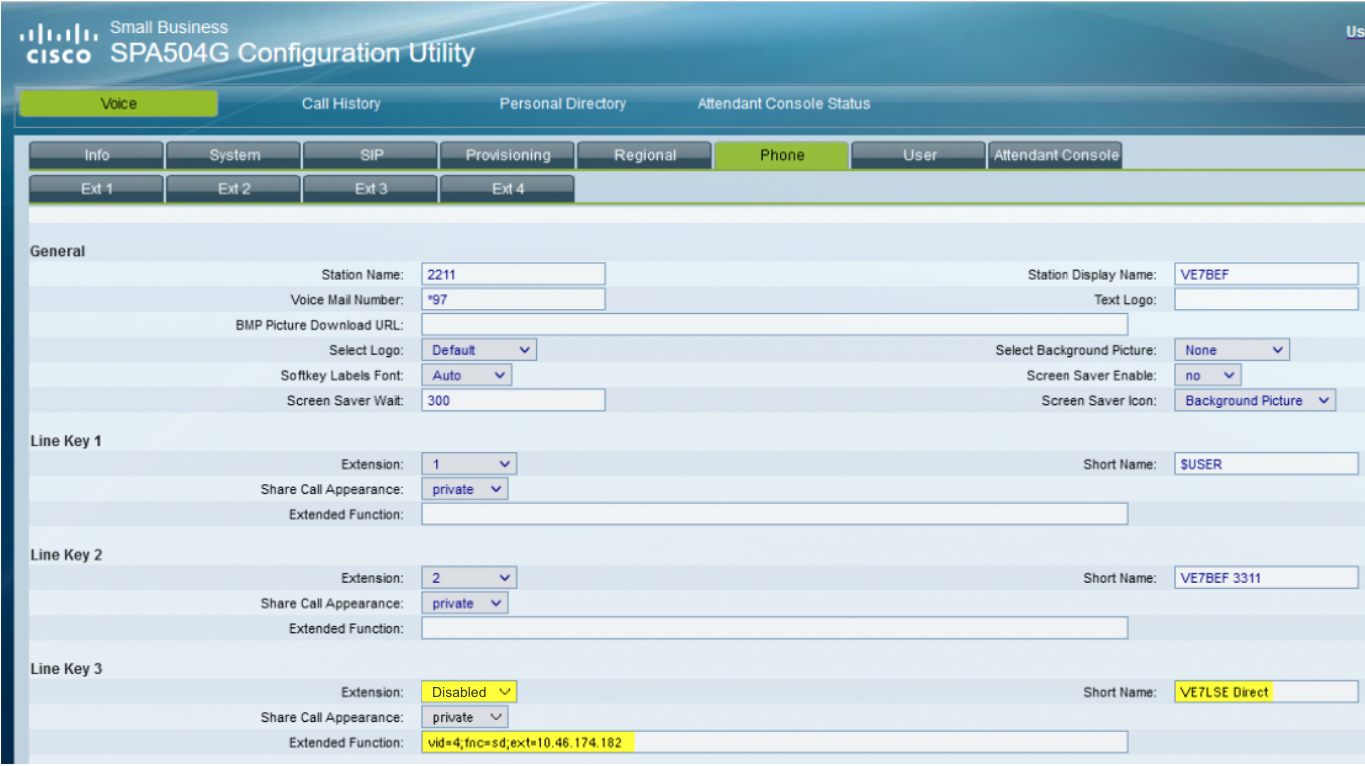 Small Business
cisco SPA504G Configuration Utility
Us
Voice Call History Personal Directory Attendant Console Status
Info System SIP Provisioning Regional Phone User Attendant Console
Ext 1 Ext 2 Ext 3 Ext 4
General
Station Name: 2211 Station Display Name: VE7BEF
Voice Mail Number: *97 Text Logo:
BMP Picture Download URL:
Select Logo: Default Select Background Picture: None
Softkey Labels Font: Auto Screen Saver Enable: no
Screen Saver Wait: 300 Screen Saver Icon: Background Picture
Line Key 1
Extension: 1 Short Name: $USER
Share Call Appearance: private
Extended Function:
Line Key 2
Extension: 2 Short Name: VE7BEF 3311
Share Call Appearance: private
Extended Function:
Line Key 3
Extension: Disabled Short Name: VE7LSE Direct
Share Call Appearance: private
Extended Function: vid=4;fnc=sd;ext=10.46.174.182